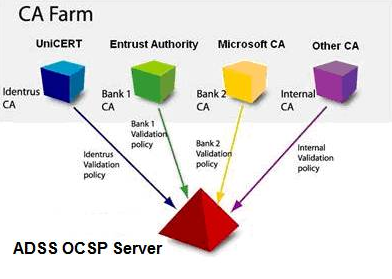 CA Farm
UniCERT
Entrust Authority
Microsoft CA
Other CA
Identrus
CA
Bank 1
CA
Bank 2
CA
Internal
CA
Bank 1
Validation
policy
Identrus
Validation
policy
Bank 2
Validation
policy
Internal
Validation
policy
ADSS OCSP Server